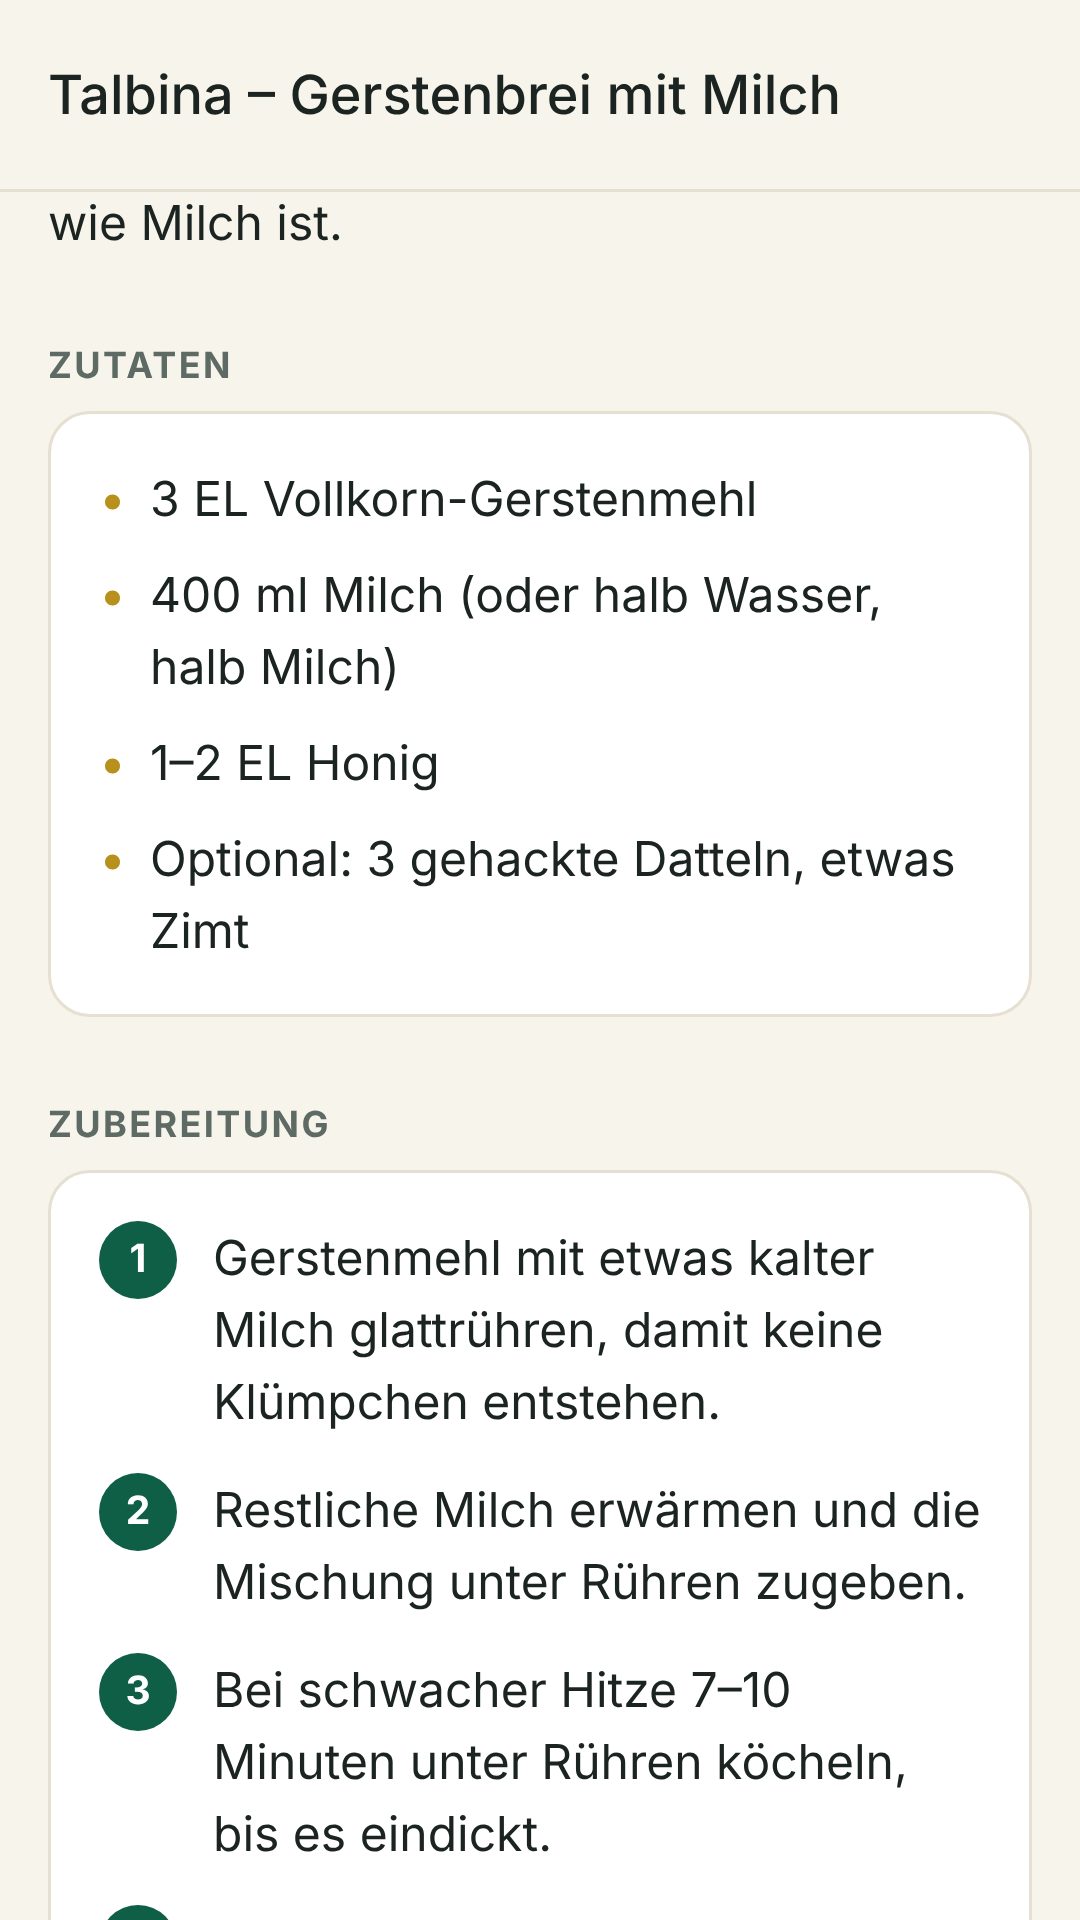 Talbina – Gerstenbrei mit Milch
wie Milch ist.
ZUTATEN
• 3 EL Vollkorn-Gerstenmehl
• 400 ml Milch (oder halb Wasser,
halb Milch)
• 1–2 EL Honig
• Optional: 3 gehackte Datteln, etwas
Zimt
ZUBEREITUNG
1 Gerstenmehl mit etwas kalter
Milch glattrühren, damit keine
Klümpchen entstehen.
2 Restliche Milch erwärmen und die
Mischung unter Rühren zugeben.
3 Bei schwacher Hitze 7–10
Minuten unter Rühren köcheln,
bis es eindickt.